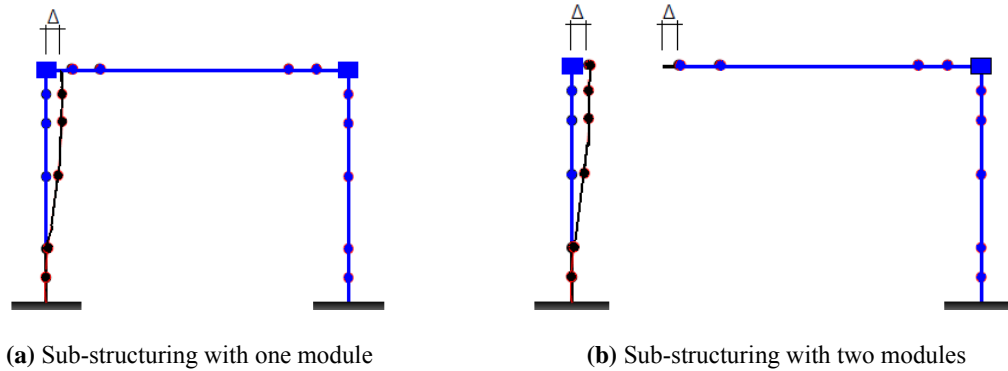 Δ
Δ Δ
(a) Sub-structuring with one module
(b) Sub-structuring with two modules